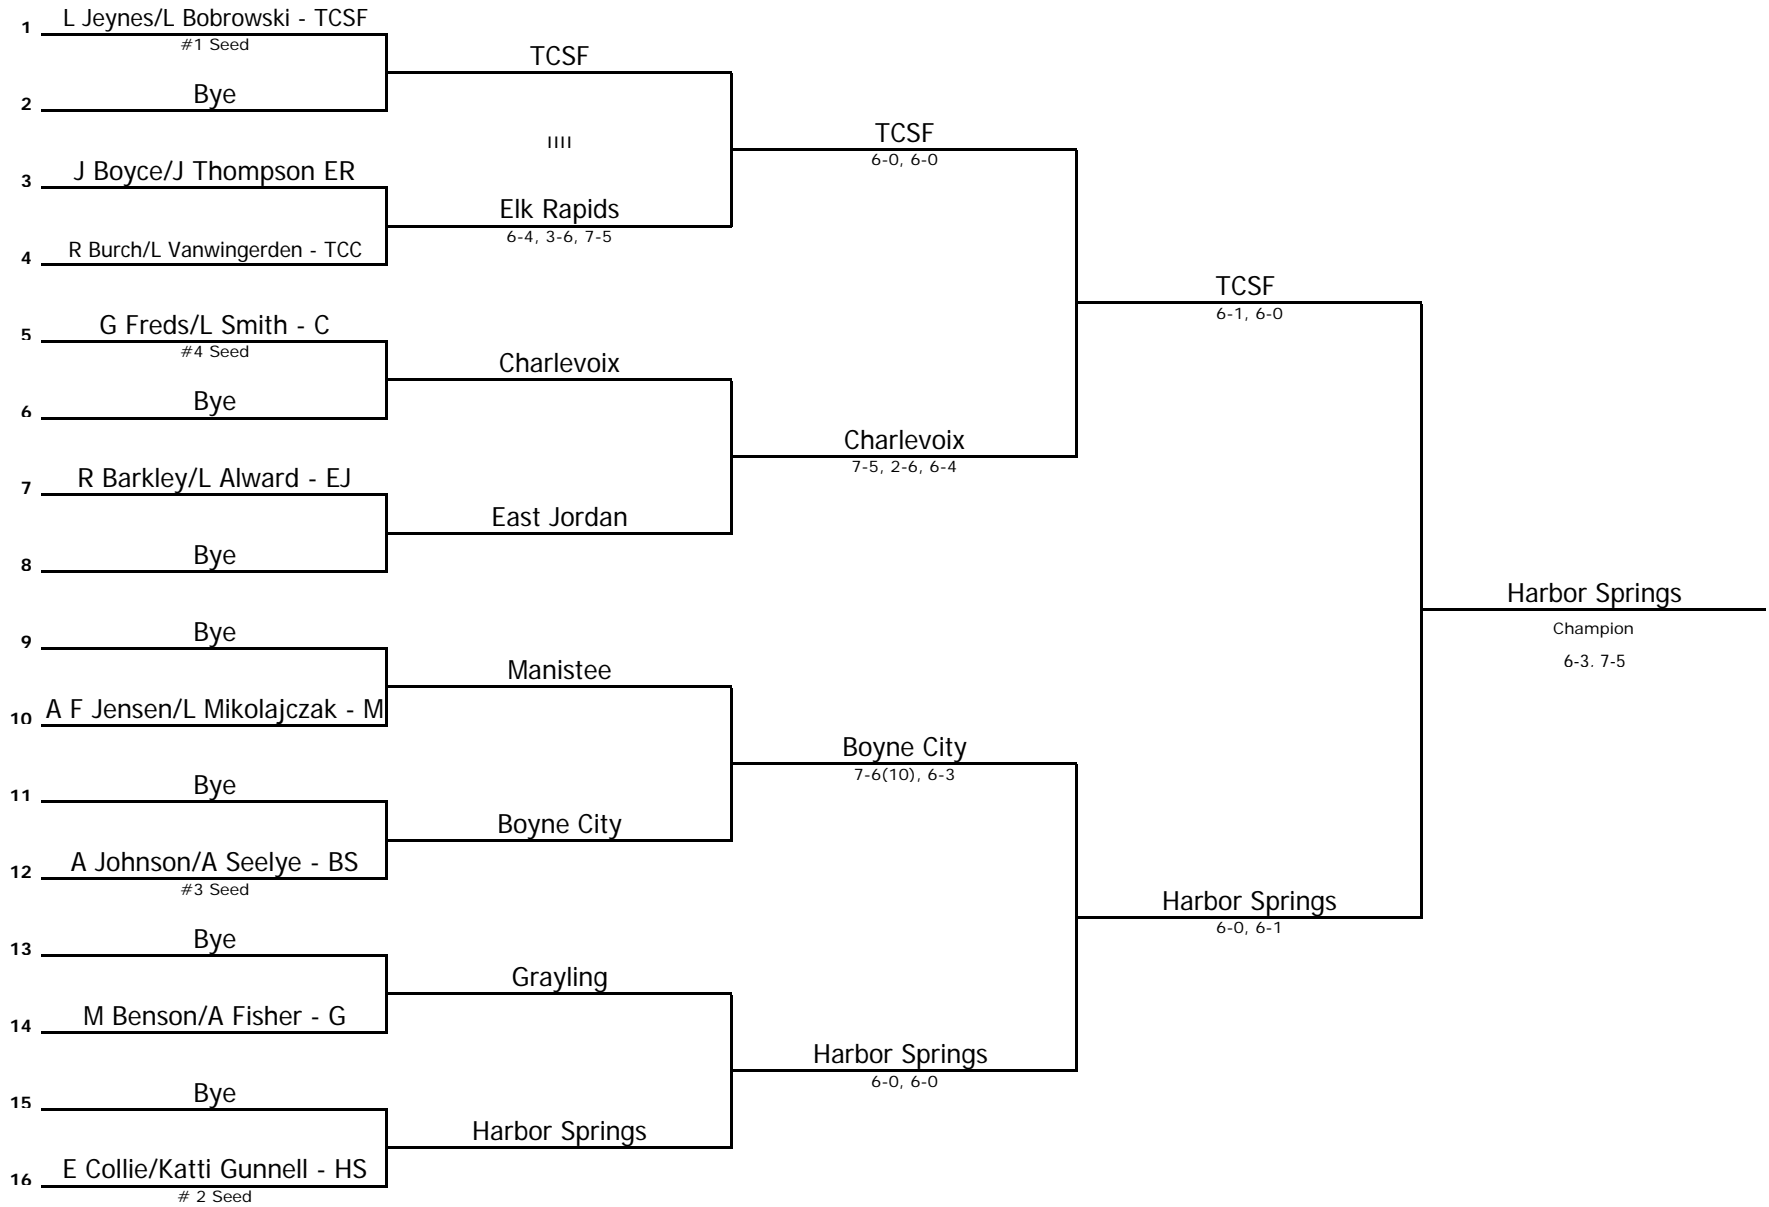 1 L Jeynes/L Bobrowski - TCSF
#1 Seed
TCSF
2 Bye
IIII
TCSF
6-0, 6-0
3 J Boyce/J Thompson ER
Elk Rapids
6-4, 3-6, 7-5
4 R Burch/L Vanwingerden - TCC
TCSF
6-1, 6-0
5 G Freds/L Smith - C
#4 Seed
Charlevoix
6 Bye
Charlevoix
7-5, 2-6, 6-4
7 R Barkley/L Alward - EJ
East Jordan
8 Bye
Harbor Springs
Champion
6-3. 7-5
9 Bye
Manistee
10 A F Jensen/L Mikolajczak - M
Boyne City
7-6(10), 6-3
11 Bye
Boyne City
12 A Johnson/A Seelye - BS
#3 Seed
Harbor Springs
6-0, 6-1
13 Bye
Grayling
14 M Benson/A Fisher - G
Harbor Springs
6-0, 6-0
15 Bye
Harbor Springs
16 E Collie/Katti Gunnell - HS
# 2 Seed